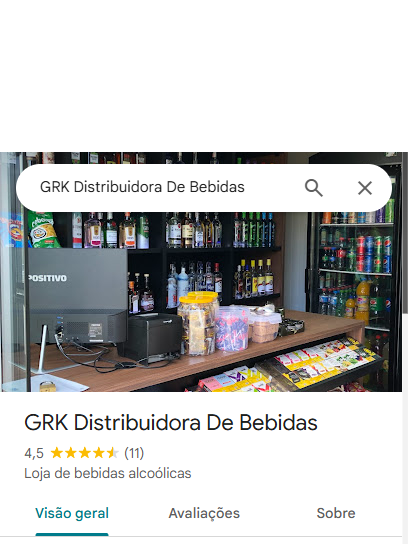 GRK Distribuidora De Bebidas
POSITIVO
GRK Distribuidora De Bebidas
4,5 (11)
Loja de bebidas alcoólicas
Visão geral Avaliações Sobre